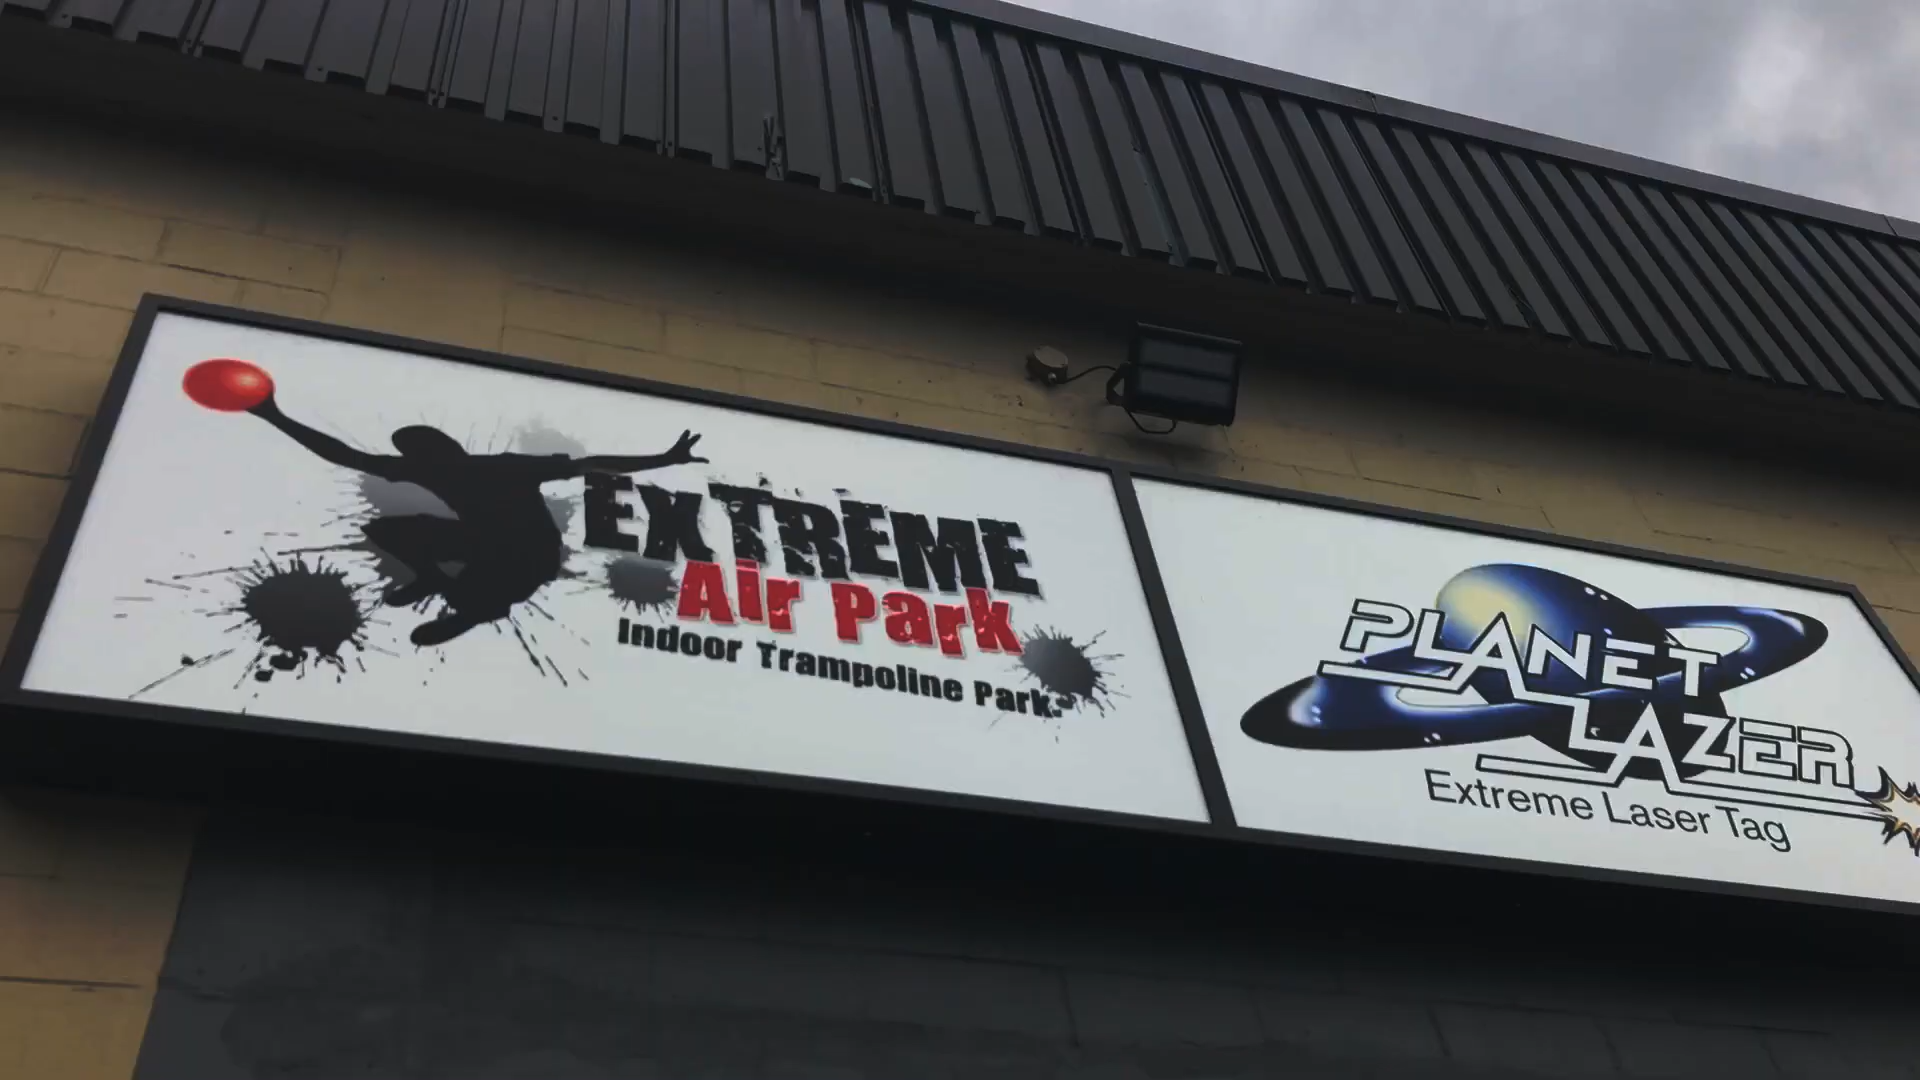 EXTREME
Air Park
Indoor Trampoline Park
PLANET
LAZER
Extreme Laser Tag